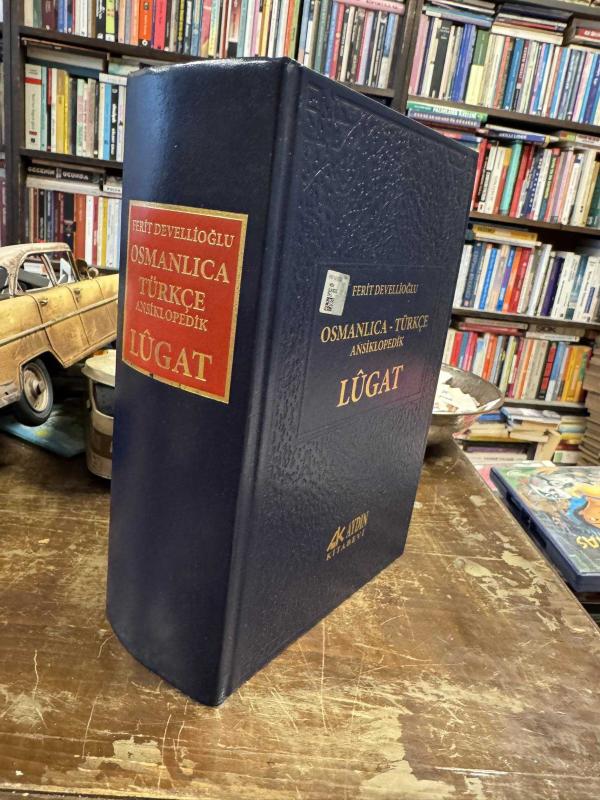 FERİT DEVELLİOĞLU
OSMANLICA
TÜRKÇE
ANSİKLOPEDİK
LÛGAT
FERİT DEVELLİOĞLU
OSMANLICA - TÜRKÇE
ANSİKLOPEDİK
LÛGAT
AYDIN
KİTABEVİ